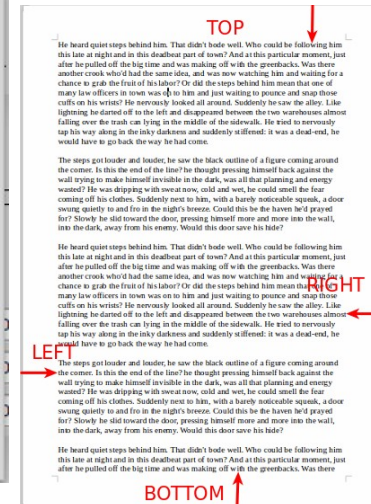 TOP
He heard quiet steps behind him. That didn't bode well. Who could be following him
this late at night and in this deadbeat part of town? And at this particular moment, just
after he pulled off the big time and was making off with the greenbacks. Was there
another crook who'd had the same idea, and was now watching him and waiting for a
chance to grab the fruit of his labor? Or did the steps behind him mean that one of
many law officers in town was on to him and just waiting to pounce and snap those
cuffs on his wrists? He nervously looked all around. Suddenly he saw the alley. Like
lightning he darted off to the left and disappeared between the two warehouses almost
falling over the trash can lying in the middle of the sidewalk. He tried to nervously
tap his way along in the inky darkness and suddenly stiffened: it was a dead-end, he
would have to go back the way he had come.
The steps got louder and louder, he saw the black outline of a figure coming around
the corner. Is this the end of the line? he thought pressing himself back against the
wall trying to make himself invisible in the dark, was all that planning and energy
wasted? He was dripping with sweat now, cold and wet, he could smell the fear
coming off his clothes. Suddenly next to him, with a barely noticeable squeak, a door
swung quietly to and fro in the night's breeze. Could this be the haven he'd prayed
for? Slowly he slid toward the door, pressing himself more and more into the wall,
into the dark, away from his enemy. Would this door save his hide?
He heard quiet steps behind him. That didn't bode well. Who could be following him
this late at night and in this deadbeat part of town? And at this particular moment, just
after he pulled off the big time and was making off with the greenbacks. Was there
another crook who'd had the same idea, and was now watching him and waiting for a
chance to grab the fruit of his labor? Or did the steps behind him mean that one of
RIGHT
many law officers in town was on to him and just waiting to pounce and snap those
cuffs on his wrists? He nervously looked all around. Suddenly he saw the alley. Like
lightning he darted off to the left and disappeared between the two warehouses almost
falling over the trash can lying in the middle of the sidewalk. He tried to nervously
tap his way along in the inky darkness and suddenly stiffened: it was a dead-end, he
would have to go back the way he had come.
LEFT
The steps got louder and louder, he saw the black outline of a figure coming around
the corner. Is this the end of the line? he thought pressing himself back against the
wall trying to make himself invisible in the dark, was all that planning and energy
wasted? He was dripping with sweat now, cold and wet, he could smell the fear
coming off his clothes. Suddenly next to him, with a barely noticeable squeak, a door
swung quietly to and fro in the night's breeze. Could this be the haven he'd prayed
for? Slowly he slid toward the door, pressing himself more and more into the wall,
into the dark, away from his enemy. Would this door save his hide?
He heard quiet steps behind him. That didn't bode well. Who could be following him
this late at night and in this deadbeat part of town? And at this particular moment, just
after he pulled off the big time and was making off with the greenbacks. Was there
BOTTOM